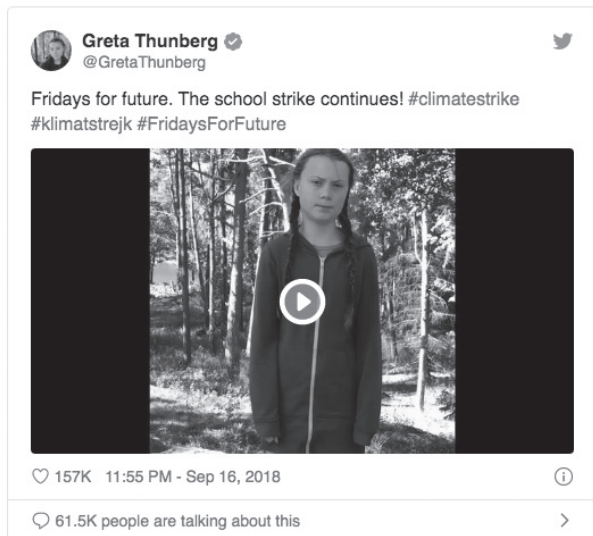 Greta Thunberg
@GretaThunberg
Fridays for future. The school strike continues! #climatestrike
#klimatstrejk #FridaysForFuture
157K 11:55 PM - Sep 16, 2018
61.5K people are talking about this